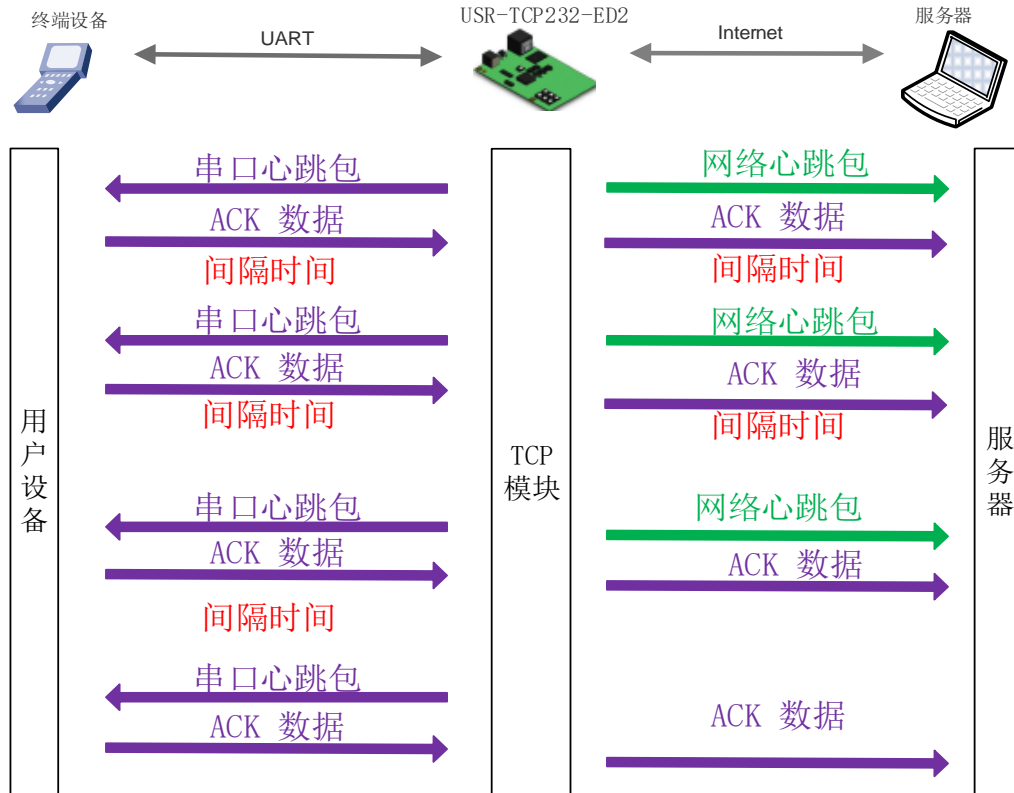 终端设备
UART
USR-TCP232-ED2
Internet
服务器
串口心跳包
网络心跳包
ACK 数据
ACK 数据
间隔时间
间隔时间
串口心跳包
网络心跳包
ACK 数据
ACK 数据
间隔时间
间隔时间
用户设备
TCP
模块
服务器
串口心跳包
网络心跳包
ACK 数据
ACK 数据
间隔时间
串口心跳包
ACK 数据
ACK 数据